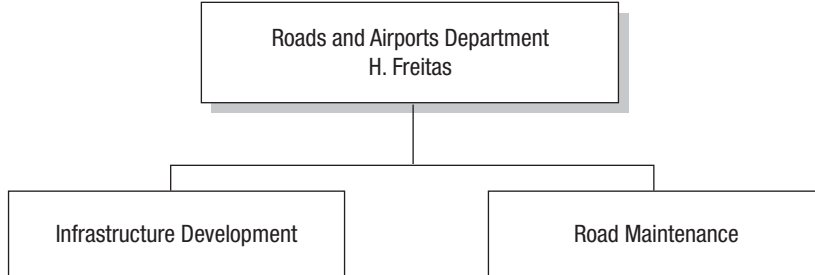 Roads and Airports Department
H. Freitas
Infrastructure Development
Road Maintenance